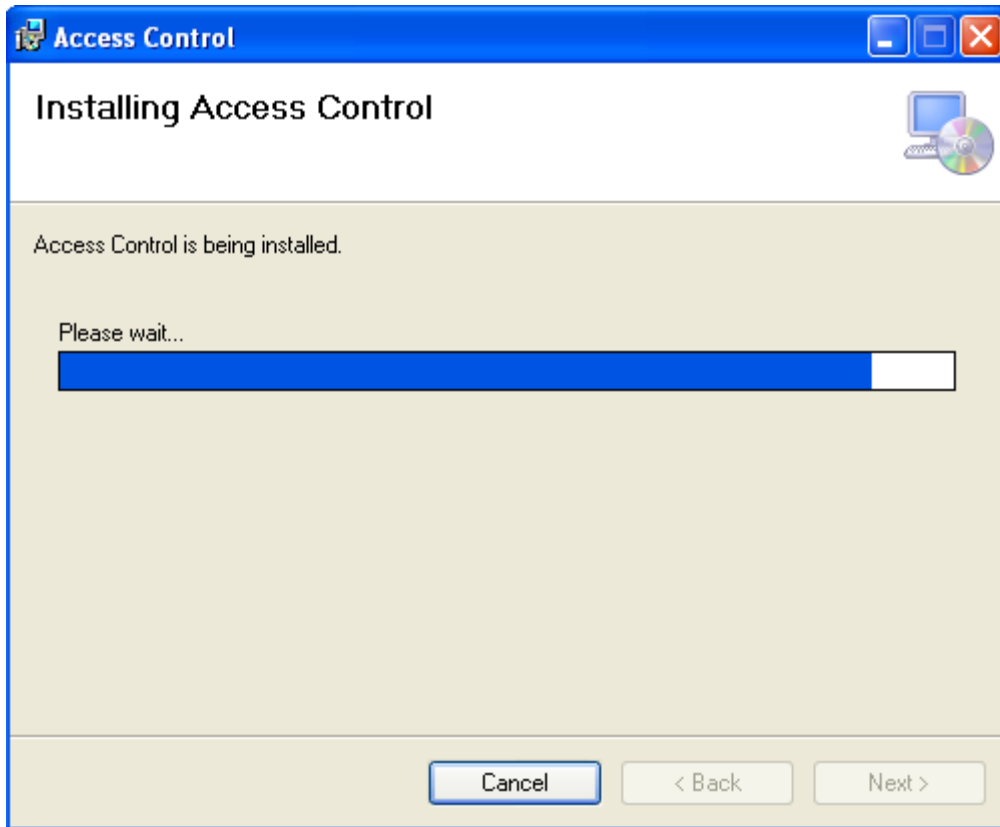 Access Control
Installing Access Control
Access Control is being installed.
Please wait...
Cancel
< Back
Next >